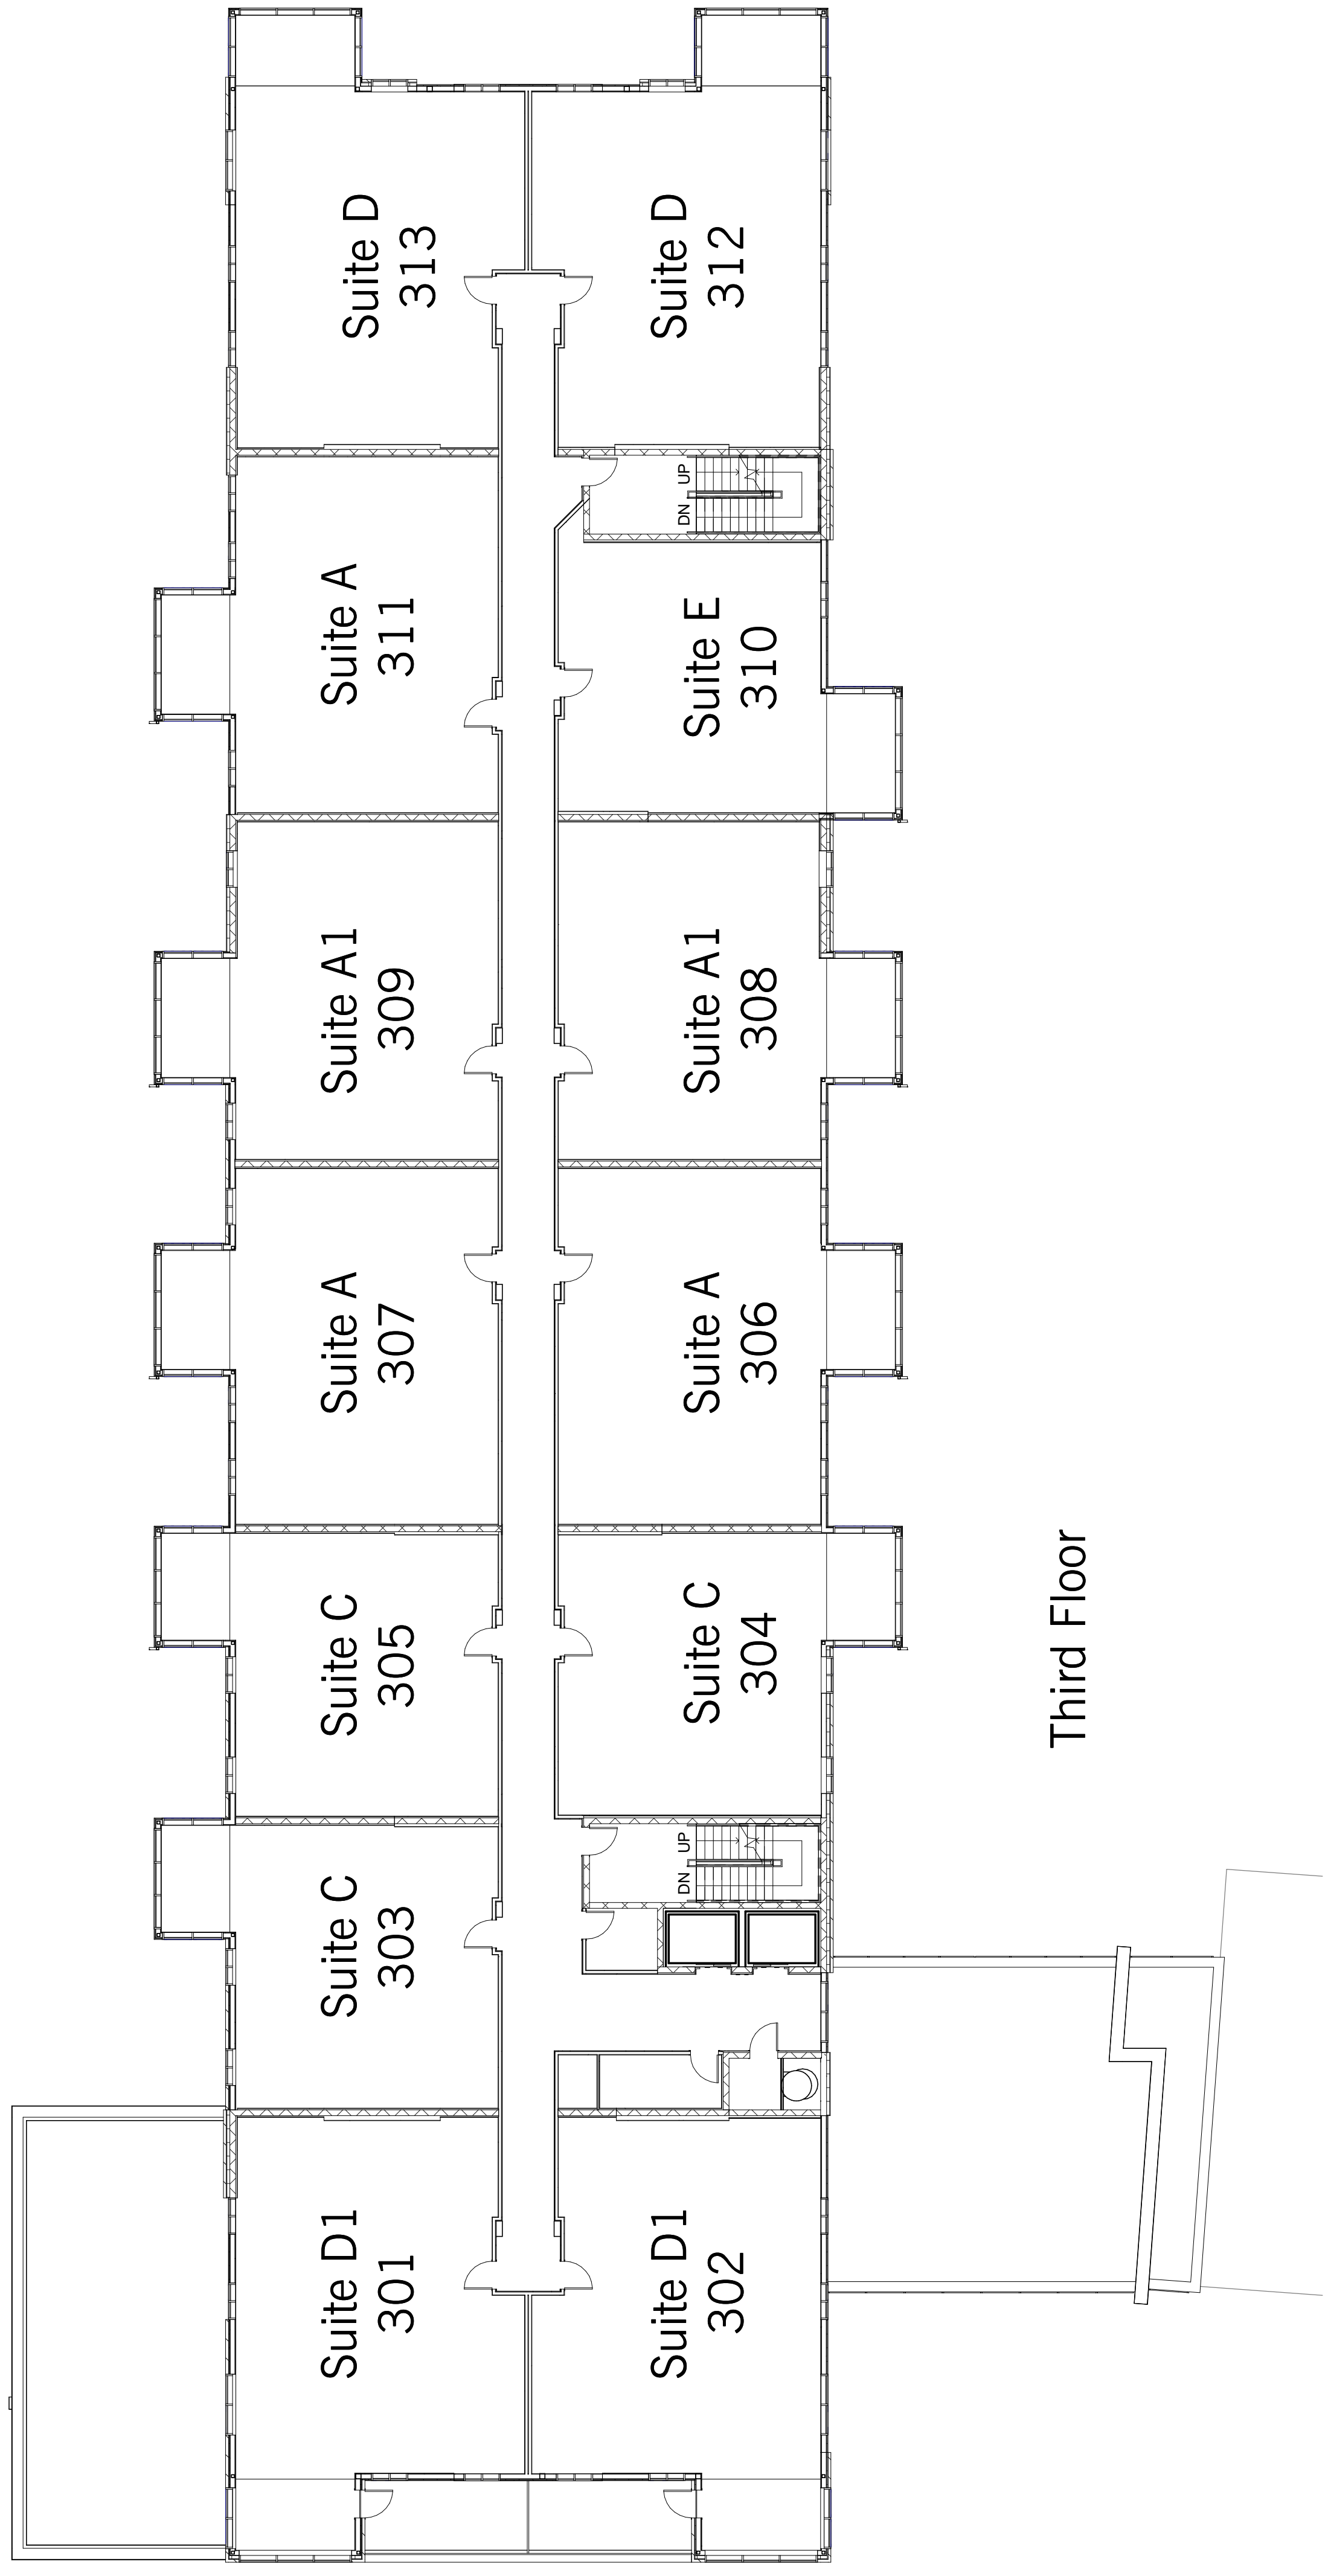 Suite D
313
Suite D
312
UP
DN
Suite A
311
Suite E
310
Suite A1
309
Suite A1
308
Suite A
307
Suite A
306
Suite C
305
Suite C
304
Third Floor
UP
DN
Suite C
303
Suite D1
301
Suite D1
302